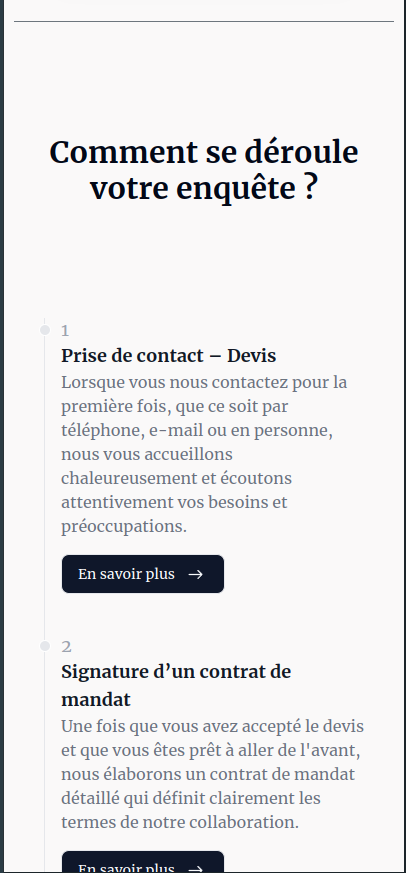 Comment se déroule
votre enquête ?
1
Prise de contact – Devis
Lorsque vous nous contactez pour la
première fois, que ce soit par
téléphone, e-mail ou en personne,
nous vous accueillons
chaleureusement et écoutons
attentivement vos besoins et
préoccupations.
En savoir plus →
2
Signature d’un contrat de
mandat
Une fois que vous avez accepté le devis
et que vous êtes prêt à aller de l'avant,
nous élaborons un contrat de mandat
détaillé qui définit clairement les
termes de notre collaboration.
En savoir plus →